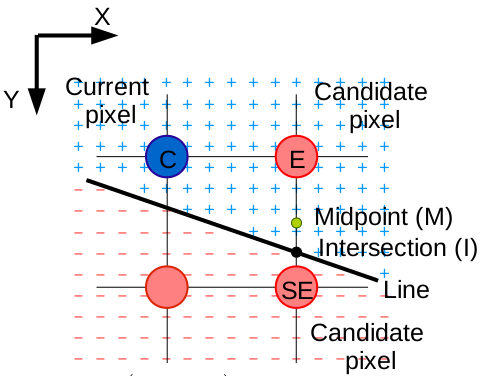 X
Y
Current
pixel
Candidate
pixel
C
E
Midpoint (M)
Intersection (I)
SE
Line
Candidate
pixel